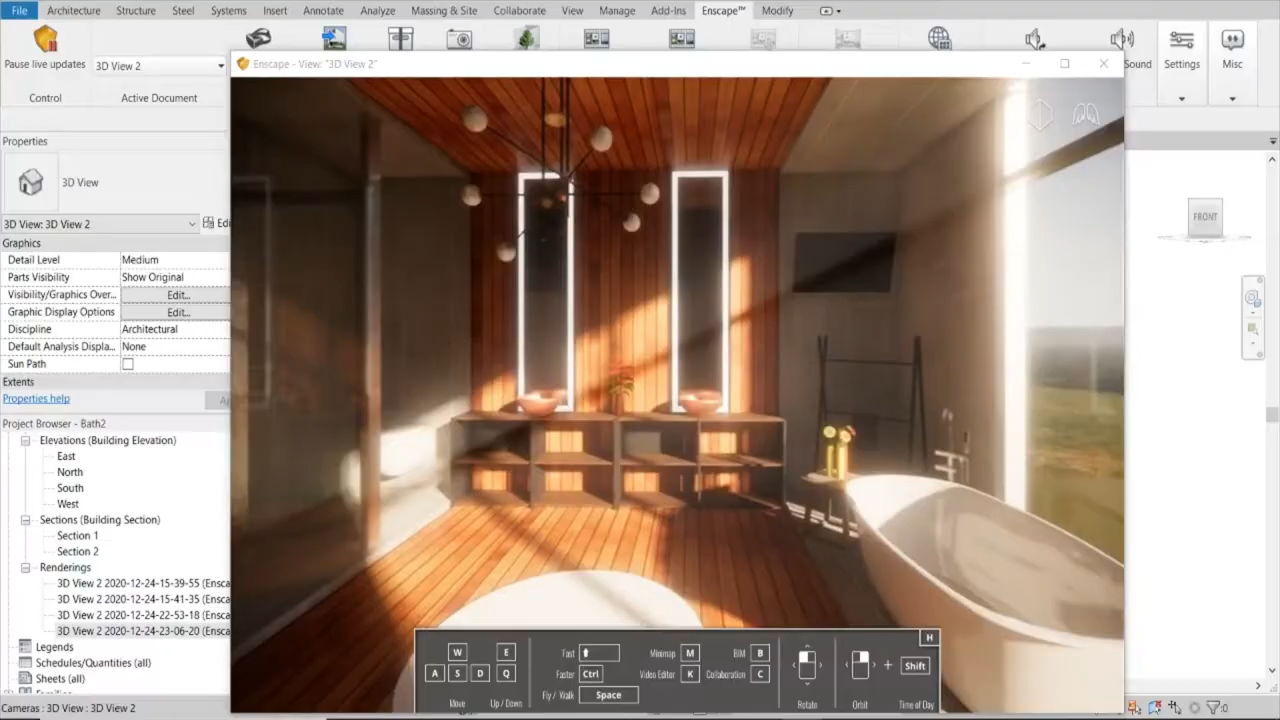 File Architecture Structure Steel Systems Insert Annotate Analyze Massing & Site Collaborate View Manage Add-Ins Enscape™ Modify
Pause live updates
3D View 2
Sound
Settings
Misc
Control
Active Document
Enscape - View: "3D View 2"
Properties
3D View
3D View: 3D View 2
Edi
Graphics
Detail Level Medium
Parts Visibility Show Original
Visibility/Graphics Over... Edit...
Graphic Display Options Edit...
Discipline Architectural
Default Analysis Displa... None
Sun Path
Extents
Properties help
Ap
Project Browser - Bath2
Elevations (Building Elevation)
East
North
South
West
Sections (Building Section)
Section 1
Section 2
Renderings
3D View 2 2020-12-24-15-39-55 (Ensca
3D View 2 2020-12-24-15-41-35 (Ensca
3D View 2 2020-12-24-22-53-18 (Ensca
3D View 2 2020-12-24-23-06-20 (Ensca
Legends
Schedules/Quantities (all)
Sheets (all)
FRONT
H
W E
A S D Q
Move Up / Down
Fast
Faster Ctrl
Fly / Walk Space
Minimap M
Video Editor K
BIM B
Collaboration C
Rotate
Orbit
+ Shift
Time of Day
Cameras : 3D View: 3D View 2
:0